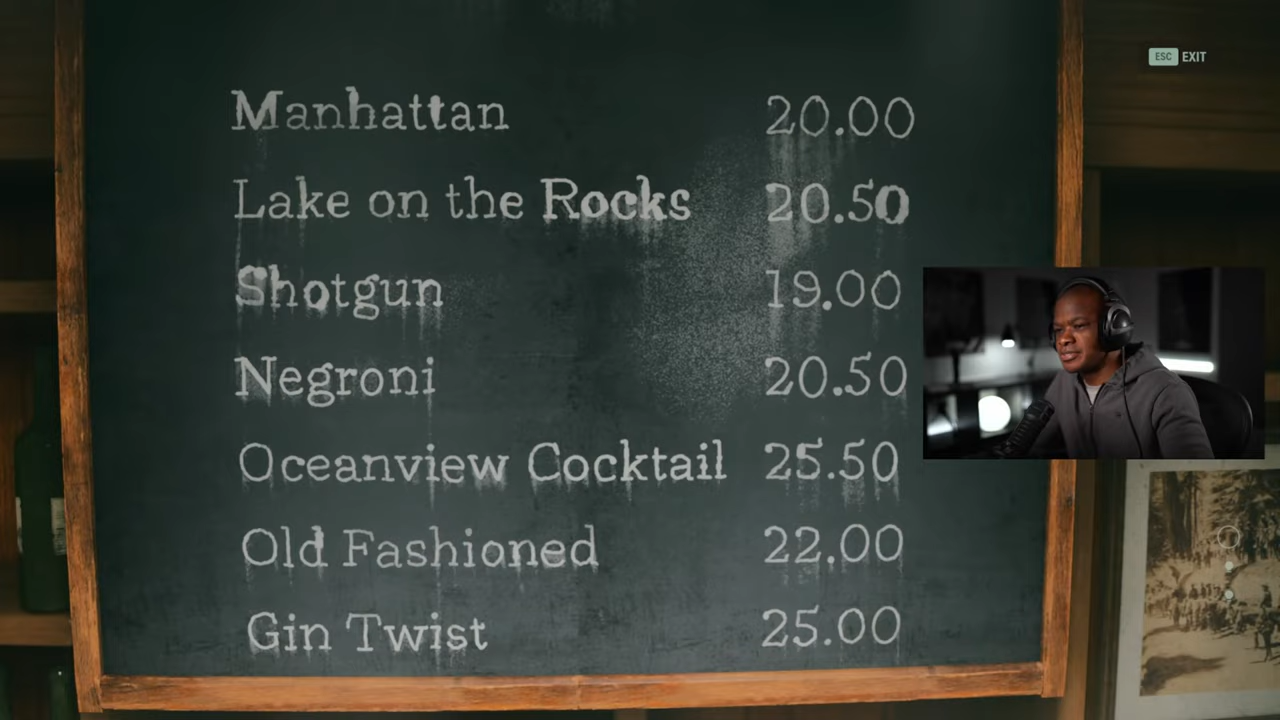 ESC EXIT
Manhattan 20.00
Lake on the Rocks 20.50
Shotgun 19.00
Negroni 20.50
Oceanview Cocktail 25.50
Old Fashioned 22.00
Gin Twist 25.00